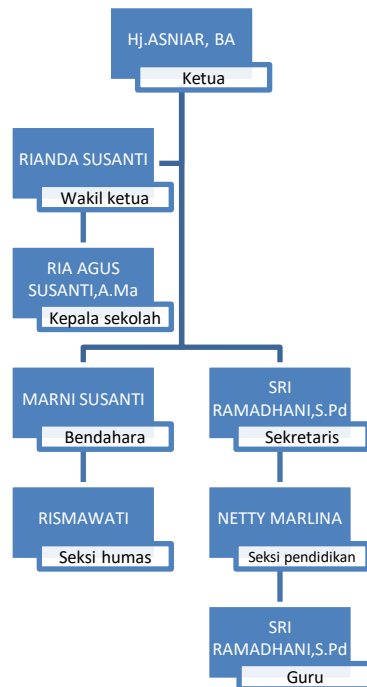 Hj.ASNIAR, BA
Ketua
RIANDA SUSANTI
Wakil ketua
RIA AGUS
SUSANTI,A.Ma
Kepala sekolah
MARNI SUSANTI
Bendahara
SRI
RAMADHANI,S.Pd
Sekretaris
RISMAWATI
Seksi humas
NETTY MARLINA
Seksi pendidikan
SRI
RAMADHANI,S.Pd
Guru